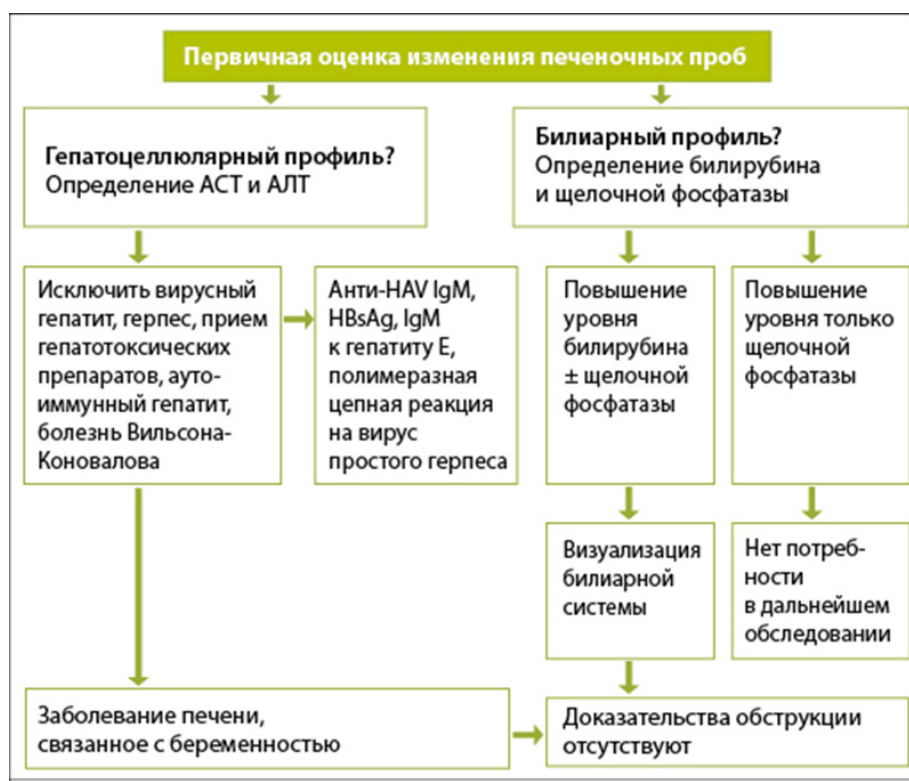 Первичная оценка изменения печеночных проб
Гепатоцеллюлярный профиль?
Определение АСТ и АЛТ
Билиарный профиль?
Определение билирубина
и щелочной фосфатазы
Исключить вирусный
гепатит, герпес, прием
гепатотоксических
препаратов, ауто-
иммунный гепатит,
болезнь Вильсона-
Коновалова
Анти-HAV IgM,
HBsAg, IgM
к гепатиту Е,
полимеразная
цепная реакция
на вирус
простого герпеса
Повышение
уровня
билирубина
± щелочной
фосфатазы
Повышение
уровня только
щелочной
фосфатазы
Визуализация
билиарной
системы
Нет потреб-
ности
в дальнейшем
обследовании
Заболевание печени,
связанное с беременностью
Доказательства обструкции
отсутствуют